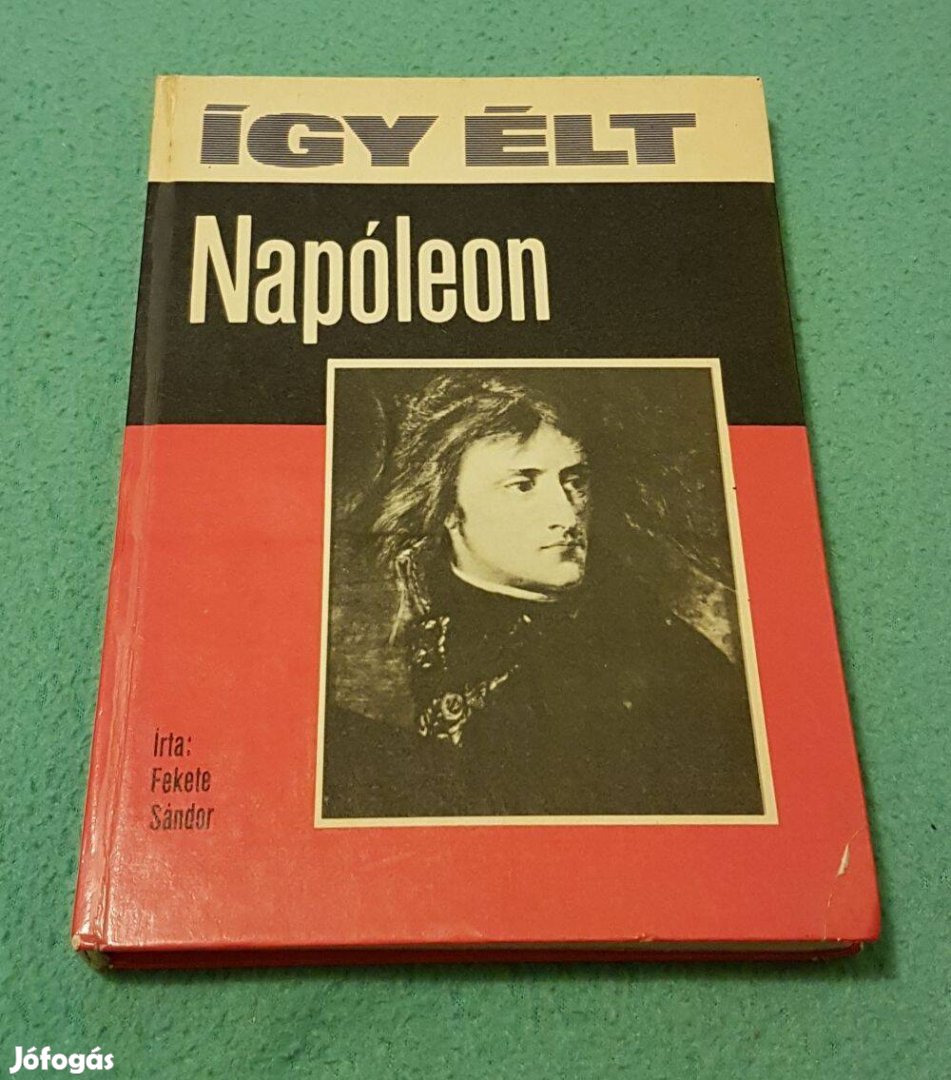 ÍGY ÉLT
Napóleon
Írta:
Fekete
Sándor
Jófogás